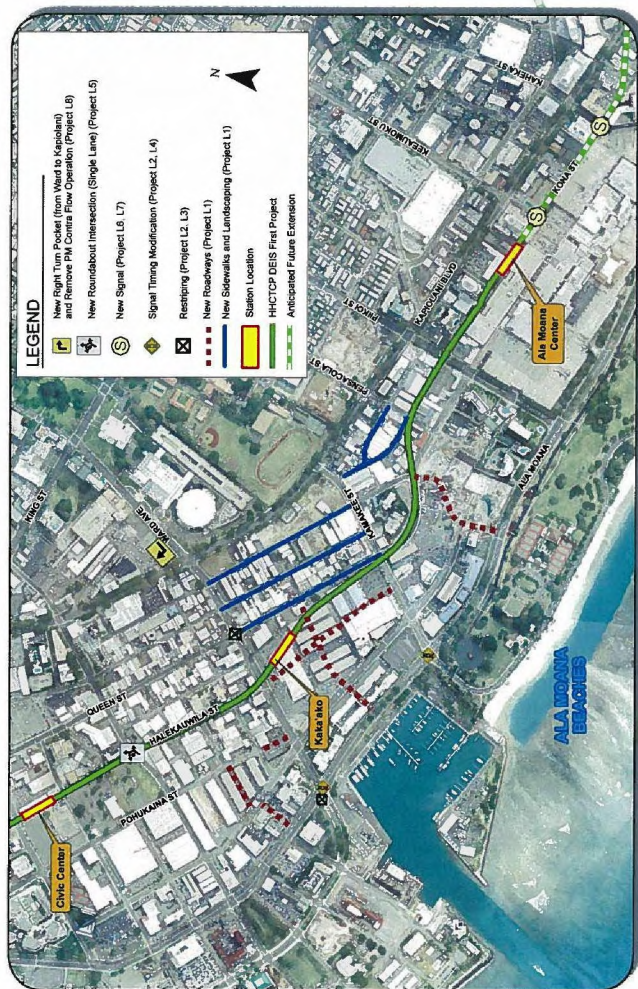 LEGEND
New Right Turn Pocket (from Ward to Kapiolani)
and Remove PM Contra Flow Operation (Project L8)
New Roundabout Intersection (Single Lane) (Project L5)
New Signal (Project L6, L7)
Signal Timing Modification (Project L2, L4)
Restriping (Project L2, L3)
New Roadways (Project L1)
New Sidewalks and Landscaping (Project L1)
Station Location
HHCTCP DEIS First Project
Anticipated Future Extension
N
S
KING ST
WARD AVE
QUEEN ST
HALEKAUWILA ST
POHUKAINA ST
Civic Center
Kaka'ako
KAMAKEE ST
PENSACOLA ST
PIIKOI ST
KAPIOLANI BLVD
KEEAUMOKU ST
KAHEKA ST
KONA ST
S
S
Ala Moana
Center
ALA MOANA
ALA MOANA
BEACHES